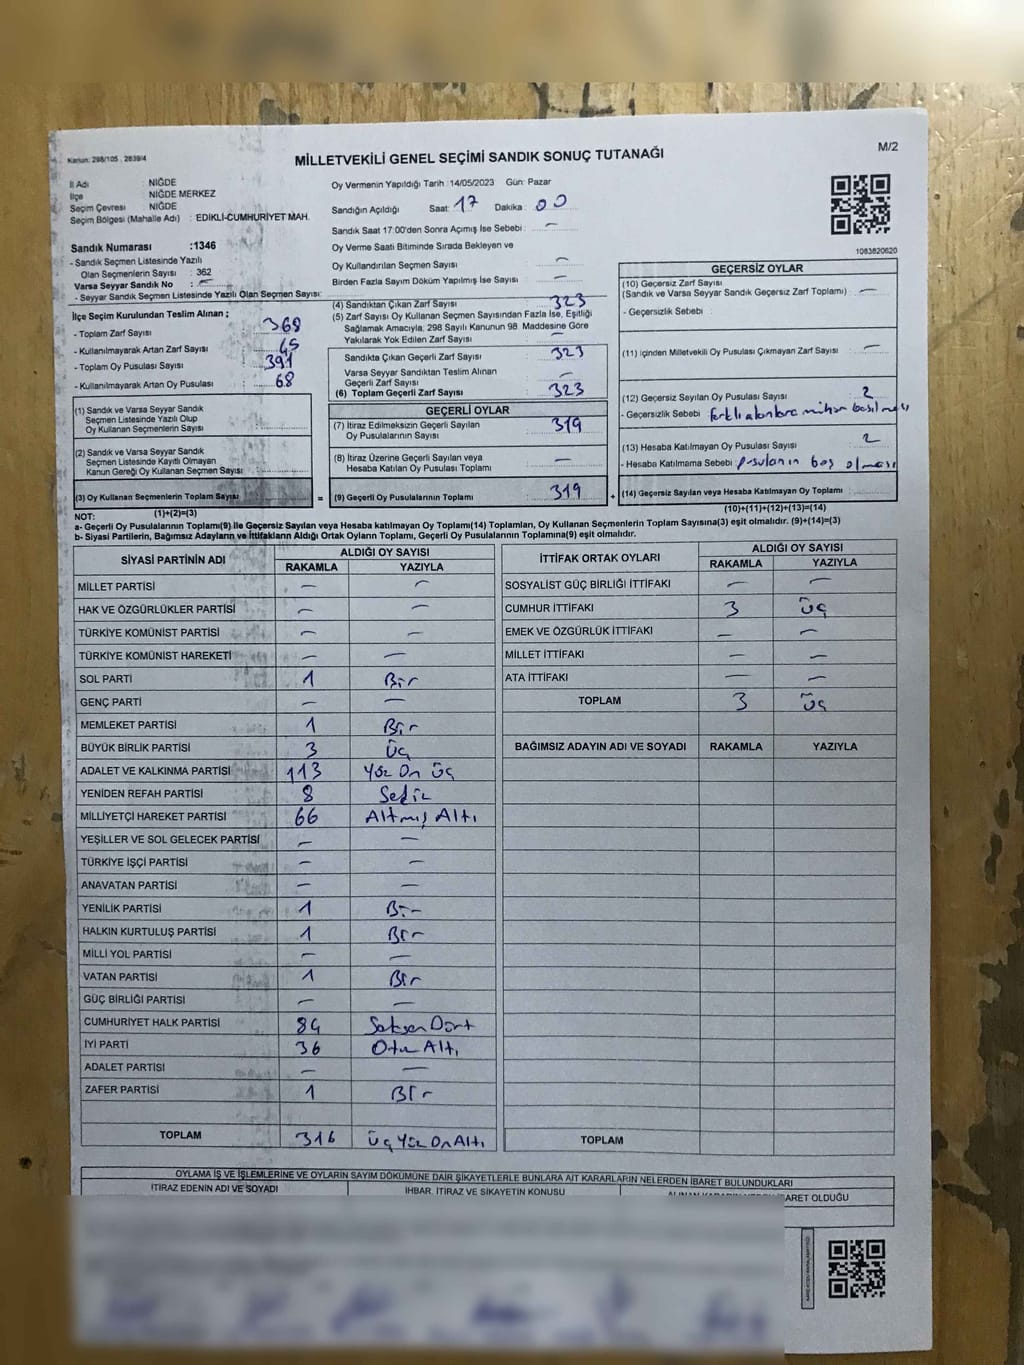 Kanun: 298/105 , 2839/4
MİLLETVEKİLİ GENEL SEÇİMİ SANDIK SONUÇ TUTANAĞI
M/2
İl Adı NİĞDE
İlçe NİĞDE MERKEZ
Seçim Çevresi NİĞDE
Seçim Bölgesi (Mahalle Adı) : EDİKLİ-CUMHURİYET MAH.
Sandık Numarası :1346
- Sandık Seçmen Listesinde Yazılı
Olan Seçmenlerin Sayısı : 362
Varsa Seyyar Sandık No : —
- Seyyar Sandık Seçmen Listesinde Yazılı Olan Seçmen Sayısı:
Oy Vermenin Yapıldığı Tarih :14/05/2023 Gün: Pazar
Sandığın Açıldığı Saat: 17 Dakika: 00
Sandık Saat 17:00'den Sonra Açımış İse Sebebi : —
Oy Verme Saati Bitiminde Sırada Bekleyen ve
Oy Kullandırılan Seçmen Sayısı —
Birden Fazla Sayım Döküm Yapılmış İse Sayısı : —
1083820620
İlçe Seçim Kurulundan Teslim Alınan ;
- Toplam Zarf Sayısı : 368
- Kullanılmayarak Artan Zarf Sayısı : 45
- Toplam Oy Pusulası Sayısı : 391
- Kullanılmayarak Artan Oy Pusulası : 68
(1) Sandık ve Varsa Seyyar Sandık
Seçmen Listesinde Yazılı Olup
Oy Kullanan Seçmenlerin Sayısı :
(2) Sandık ve Varsa Seyyar Sandık
Seçmen Listesinde Kayıtlı Olmayan
Kanun Gereği Oy Kullanan Seçmen Sayısı :
(3) Oy Kullanan Seçmenlerin Toplam Sayısı
(1)+(2)=(3)
(4) Sandıktan Çıkan Zarf Sayısı : 323
(5) Zarf Sayısı Oy Kullanan Seçmen Sayısından Fazla İse, Eşitliği
Sağlamak Amacıyla, 298 Sayılı Kanunun 98. Maddesine Göre
Yakılarak Yok Edilen Zarf Sayısı : —
Sandıkta Çıkan Geçerli Zarf Sayısı : 323
Varsa Seyyar Sandıktan Teslim Alınan
Geçerli Zarf Sayısı : —
(6) Toplam Geçerli Zarf Sayısı : 323
GEÇERLİ OYLAR
(7) İtiraz Edilmeksizin Geçerli Sayılan
Oy Pusulalarının Sayısı : 319
(8) İtiraz Üzerine Geçerli Sayılan veya
Hesaba Katılan Oy Pusulası Toplamı : —
= (9) Geçerli Oy Pusulalarının Toplamı : 319 +
GEÇERSİZ OYLAR
(10) Geçersiz Zarf Sayısı
(Sandık ve Varsa Seyyar Sandık Geçersiz Zarf Toplamı) : —
- Geçersizlik Sebebi :
(11) İçinden Milletvekili Oy Pusulası Çıkmayan Zarf Sayısı : —
(12) Geçersiz Sayılan Oy Pusulası Sayısı : 2
- Geçersizlik Sebebi : farklı alanlara mühür basılması
(13) Hesaba Katılmayan Oy Pusulası Sayısı : 2
- Hesaba Katılmama Sebebi : pusulanın boş olması
(14) Geçersiz Sayılan veya Hesaba Katılmayan Oy Pusulası Toplamı :
(10)+(11)+(12)+(13)=(14)
NOT:
a- Geçerli Oy Pusulalarının Toplamı(9) ile Geçersiz Sayılan veya Hesaba katılmayan Oy Toplamı(14) Toplamları, Oy Kullanan Seçmenlerin Toplam Sayısına(3) eşit olmalıdır. (9)+(14)=(3)
b- Siyasi Partilerin, Bağımsız Adayların ve İttifakların Aldığı Ortak Oyların Toplamı, Geçerli Oy Pusulalarının Toplamına(9) eşit olmalıdır.
SİYASİ PARTİNİN ADI ALDIĞI OY SAYISI
RAKAMLA YAZIYLA
MİLLET PARTİSİ — —
HAK VE ÖZGÜRLÜKLER PARTİSİ — —
TÜRKİYE KOMÜNİST PARTİSİ — —
TÜRKİYE KOMÜNİST HAREKETİ — —
SOL PARTİ 1 Bir
GENÇ PARTİ — —
MEMLEKET PARTİSİ 1 Bir
BÜYÜK BİRLİK PARTİSİ 3 Üç
ADALET VE KALKINMA PARTİSİ 113 Yüz On Üç
YENİDEN REFAH PARTİSİ 8 Sekiz
MİLLİYETÇİ HAREKET PARTİSİ 66 Altmış Altı
YEŞİLLER VE SOL GELECEK PARTİSİ — —
TÜRKİYE İŞÇİ PARTİSİ — —
ANAVATAN PARTİSİ — —
YENİLİK PARTİSİ 1 Bir
HALKIN KURTULUŞ PARTİSİ 1 Bir
MİLLİ YOL PARTİSİ — —
VATAN PARTİSİ 1 Bir
GÜÇ BİRLİĞİ PARTİSİ — —
CUMHURİYET HALK PARTİSİ 84 Seksen Dört
İYİ PARTİ 36 Otuz Altı
ADALET PARTİSİ — —
ZAFER PARTİSİ 1 Bir
TOPLAM 316 Üç Yüz On Altı
İTTİFAK ORTAK OYLARI ALDIĞI OY SAYISI
RAKAMLA YAZIYLA
SOSYALİST GÜÇ BİRLİĞİ İTTİFAKI — —
CUMHUR İTTİFAKI 3 Üç
EMEK VE ÖZGÜRLÜK İTTİFAKI — —
MİLLET İTTİFAKI — —
ATA İTTİFAKI — —
TOPLAM 3 Üç
BAĞIMSIZ ADAYIN ADI VE SOYADI RAKAMLA YAZIYLA
TOPLAM
OYLAMA İŞ VE İŞLEMLERİNE VE OYLARIN SAYIM DÖKÜMÜNE DAİR ŞİKAYETLERLE BUNLARA AİT KARARLARIN NELERDEN İBARET BULUNDUKLARI
İTİRAZ EDENİN ADI VE SOYADI İHBAR, İTİRAZ VE ŞİKAYETİN KONUSU